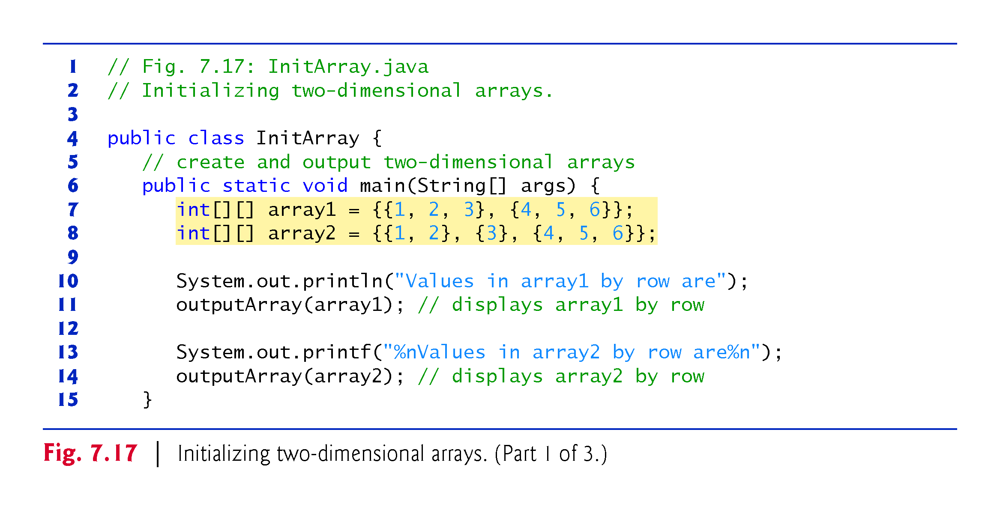 1 // Fig. 7.17: InitArray.java
2 // Initializing two-dimensional arrays.
3
4 public class InitArray {
5    // create and output two-dimensional arrays
6    public static void main(String[] args) {
7       int[][] array1 = {{1, 2, 3}, {4, 5, 6}};
8       int[][] array2 = {{1, 2}, {3}, {4, 5, 6}};
9
10       System.out.println("Values in array1 by row are");
11       outputArray(array1); // displays array1 by row
12
13       System.out.printf("%nValues in array2 by row are%n");
14       outputArray(array2); // displays array2 by row
15    }
Fig. 7.17 | Initializing two-dimensional arrays. (Part 1 of 3.)